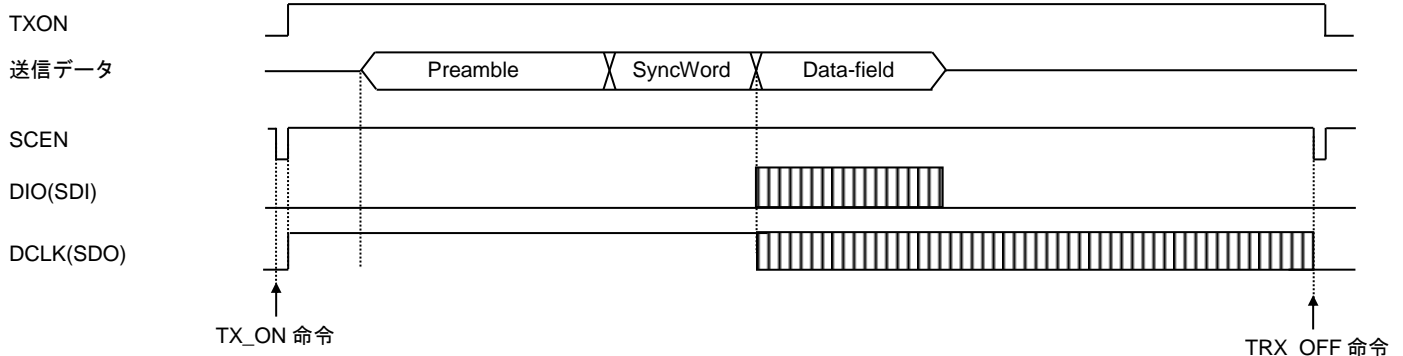 TXON
送信データ
Preamble
SyncWord
Data-field
SCEN
DIO(SDI)
DCLK(SDO)
TX_ON 命令
TRX_OFF 命令